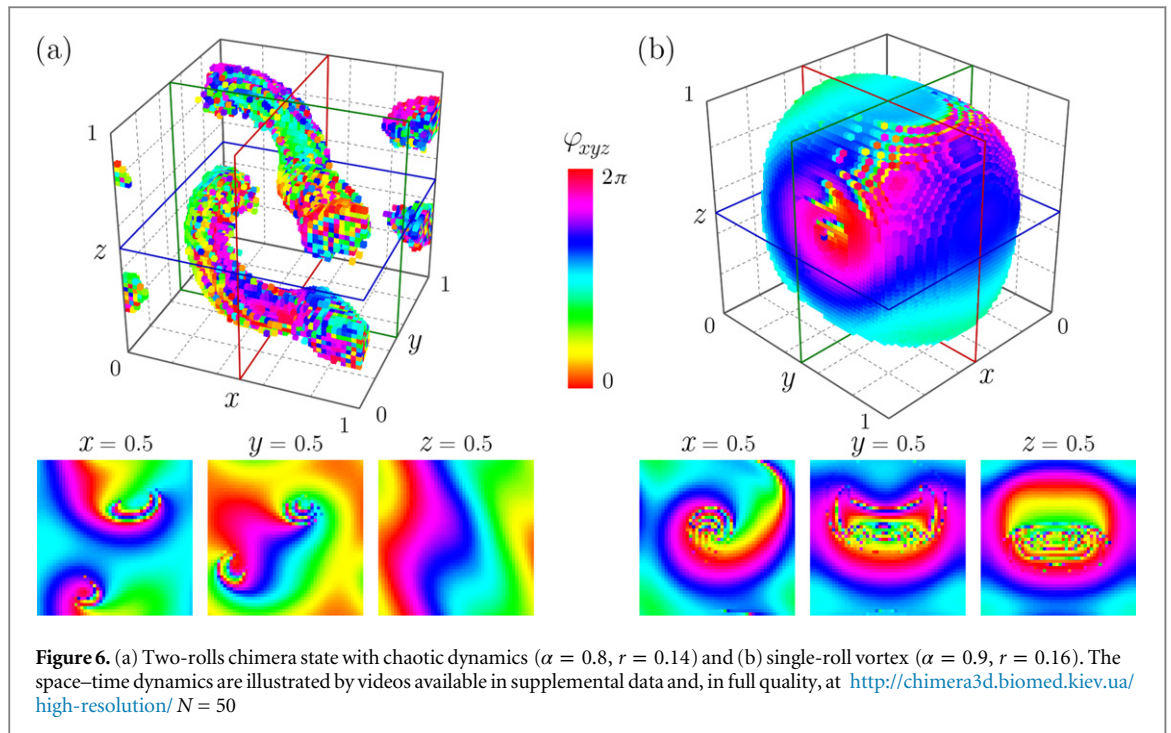 (a)
(b)
1
z
0
x
1
0
y
1
φxyz
2π
0
1
z
0
y
1
x
0
x = 0.5
y = 0.5
z = 0.5
x = 0.5
y = 0.5
z = 0.5
Figure 6. (a) Two-rolls chimera state with chaotic dynamics (α = 0.8, r = 0.14) and (b) single-roll vortex (α = 0.9, r = 0.16). The
space–time dynamics are illustrated by videos available in supplemental data and, in full quality, at http://chimera3d.biomed.kiev.ua/
high-resolution/ N = 50